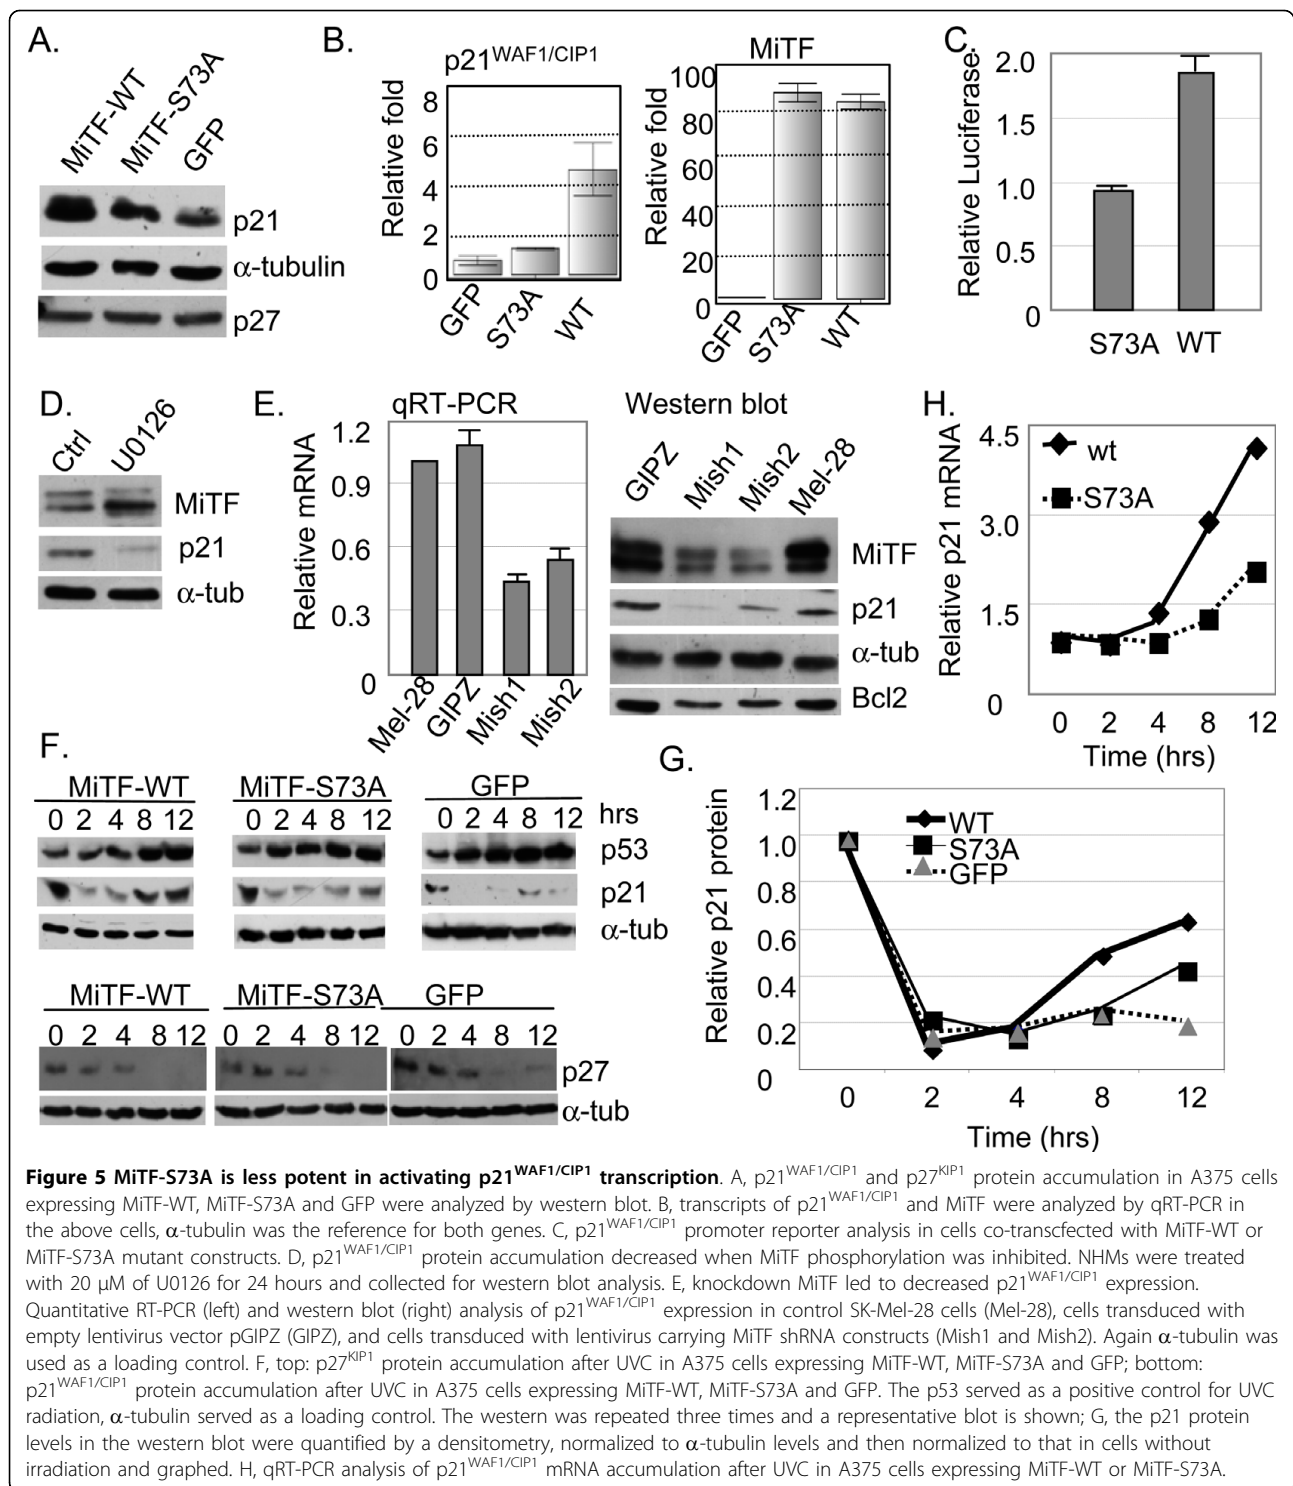 A.
MiTF-WT
MiTF-S73A
GFP
p21
α-tubulin
p27
B.
p21WAF1/CIP1
Relative fold
8
6
4
2
0
GFP
S73A
WT
MiTF
Relative fold
100
80
60
40
20
0
GFP
S73A
WT
C.
Relative Luciferase
2.0
1.5
1.0
0.5
0
S73A WT
D.
Ctrl
U0126
MiTF
p21
α-tub
E.
qRT-PCR
Relative mRNA
1.2
0.9
0.6
0.3
0
Mel-28
GIPZ
Mish1
Mish2
Western blot
GIPZ
Mish1
Mish2
Mel-28
MiTF
p21
α-tub
Bcl2
H.
Relative p21 mRNA
4.5
3.0
1.5
0
wt
S73A
0 2 4 8 12
Time (hrs)
F.
MiTF-WT MiTF-S73A GFP
0 2 4 8 12 0 2 4 8 12 0 2 4 8 12 hrs
p53
p21
α-tub
MiTF-WT MiTF-S73A GFP
0 2 4 8 12 0 2 4 8 12 0 2 4 8 12
p27
α-tub
G.
Relative p21 protein
1.2
1.0
0.8
0.6
0.4
0.2
0
WT
S73A
GFP
0 2 4 8 12
Time (hrs)
Figure 5 MiTF-S73A is less potent in activating p21WAF1/CIP1 transcription. A, p21WAF1/CIP1 and p27KIP1 protein accumulation in A375 cells
expressing MiTF-WT, MiTF-S73A and GFP were analyzed by western blot. B, transcripts of p21WAF1/CIP1 and MiTF were analyzed by qRT-PCR in
the above cells, α-tubulin was the reference for both genes. C, p21WAF1/CIP1 promoter reporter analysis in cells co-transcfected with MiTF-WT or
MiTF-S73A mutant constructs. D, p21WAF1/CIP1 protein accumulation decreased when MiTF phosphorylation was inhibited. NHMs were treated
with 20 μM of U0126 for 24 hours and collected for western blot analysis. E, knockdown MiTF led to decreased p21WAF1/CIP1 expression.
Quantitative RT-PCR (left) and western blot (right) analysis of p21WAF1/CIP1 expression in control SK-Mel-28 cells (Mel-28), cells transduced with
empty lentivirus vector pGIPZ (GIPZ), and cells transduced with lentivirus carrying MiTF shRNA constructs (Mish1 and Mish2). Again α-tubulin was
used as a loading control. F, top: p27KIP1 protein accumulation after UVC in A375 cells expressing MiTF-WT, MiTF-S73A and GFP; bottom:
p21WAF1/CIP1 protein accumulation after UVC in A375 cells expressing MiTF-WT, MiTF-S73A and GFP. The p53 served as a positive control for UVC
radiation, α-tubulin served as a loading control. The western was repeated three times and a representative blot is shown; G, the p21 protein
levels in the western blot were quantified by a densitometry, normalized to α-tubulin levels and then normalized to that in cells without
irradiation and graphed. H, qRT-PCR analysis of p21WAF1/CIP1 mRNA accumulation after UVC in A375 cells expressing MiTF-WT or MiTF-S73A.